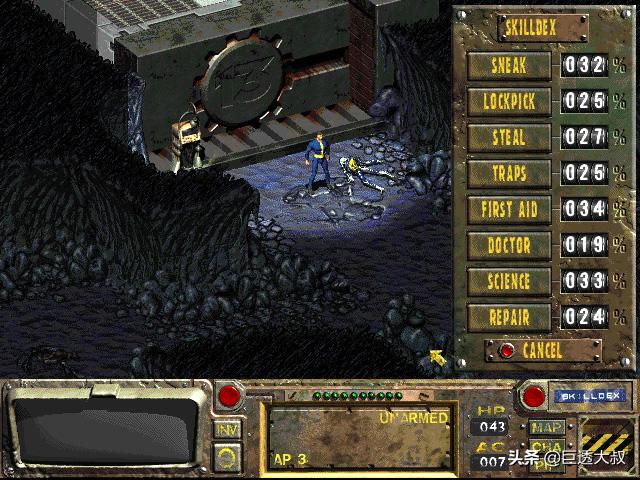 13
SKILLDEX
SNEAK 032%
LOCKPICK 025%
STEAL 027%
TRAPS 025%
FIRST AID 034%
DOCTOR 019%
SCIENCE 033%
REPAIR 024%
CANCEL
SKILLDEX
UNARMED
HP
INV
043
MAP
AC
CHA
AP 3
007
头条 @巨透大叔